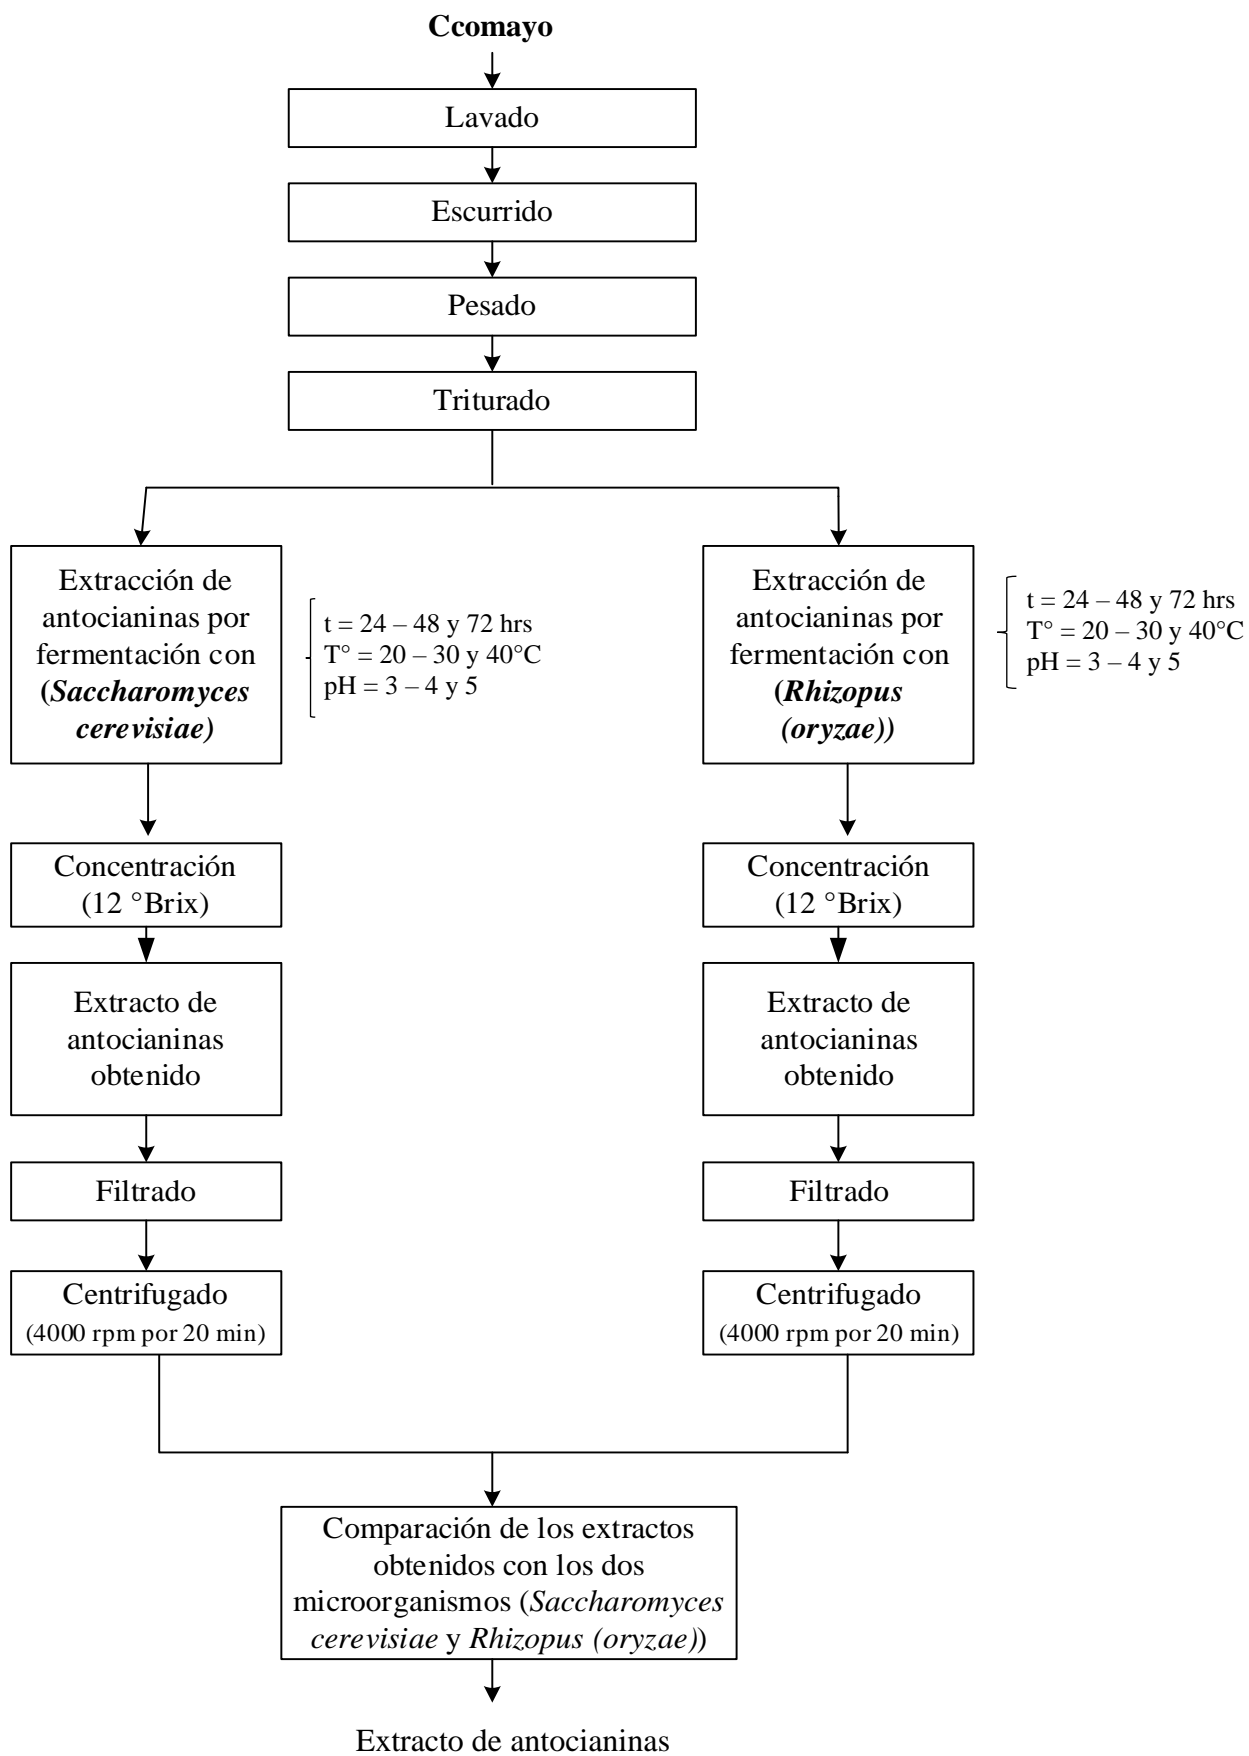 Ccomayo
Lavado
Escurrido
Pesado
Triturado
Extracción de
antocianinas por
fermentación con
(Saccharomyces
cerevisiae)
t = 24 – 48 y 72 hrs
T° = 20 – 30 y 40°C
pH = 3 – 4 y 5
Extracción de
antocianinas por
fermentación con
(Rhizopus
(oryzae))
t = 24 – 48 y 72 hrs
T° = 20 – 30 y 40°C
pH = 3 – 4 y 5
Concentración
(12 °Brix)
Concentración
(12 °Brix)
Extracto de
antocianinas
obtenido
Extracto de
antocianinas
obtenido
Filtrado
Filtrado
Centrifugado
(4000 rpm por 20 min)
Centrifugado
(4000 rpm por 20 min)
Comparación de los extractos
obtenidos con los dos
microorganismos (Saccharomyces
cerevisiae y Rhizopus (oryzae))
Extracto de antocianinas